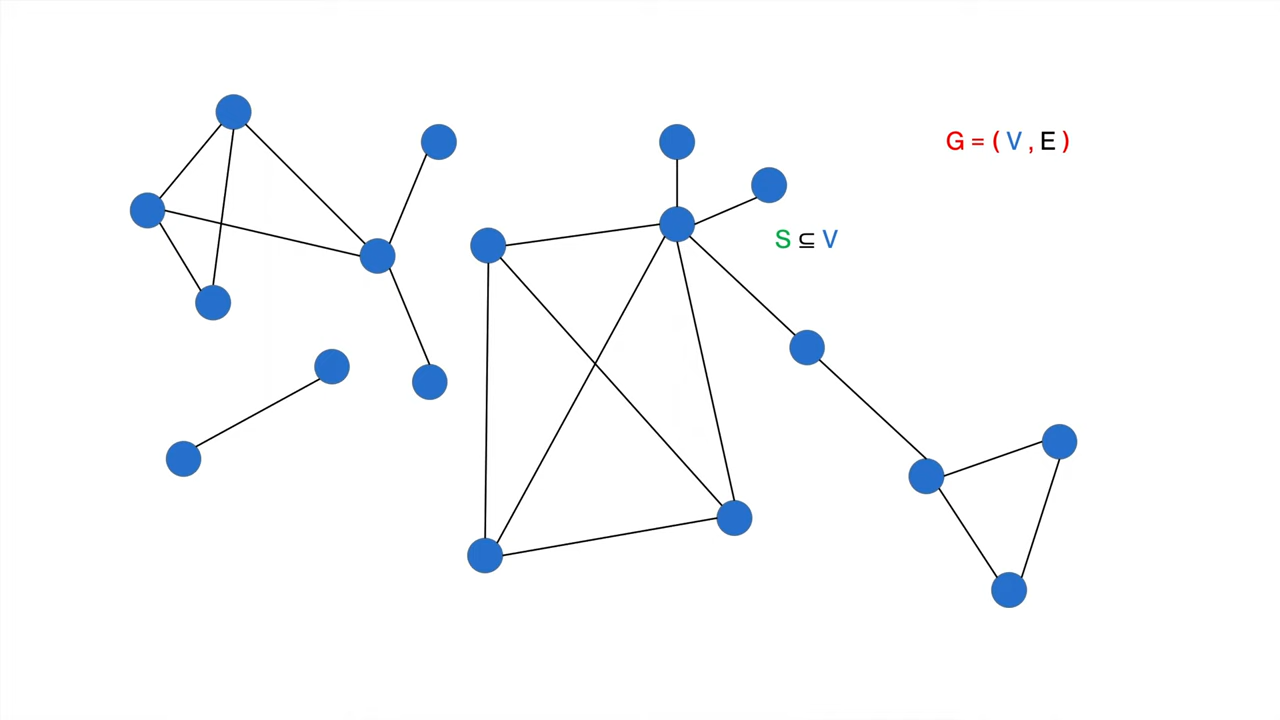 G = ( V , E )
S ⊆ V